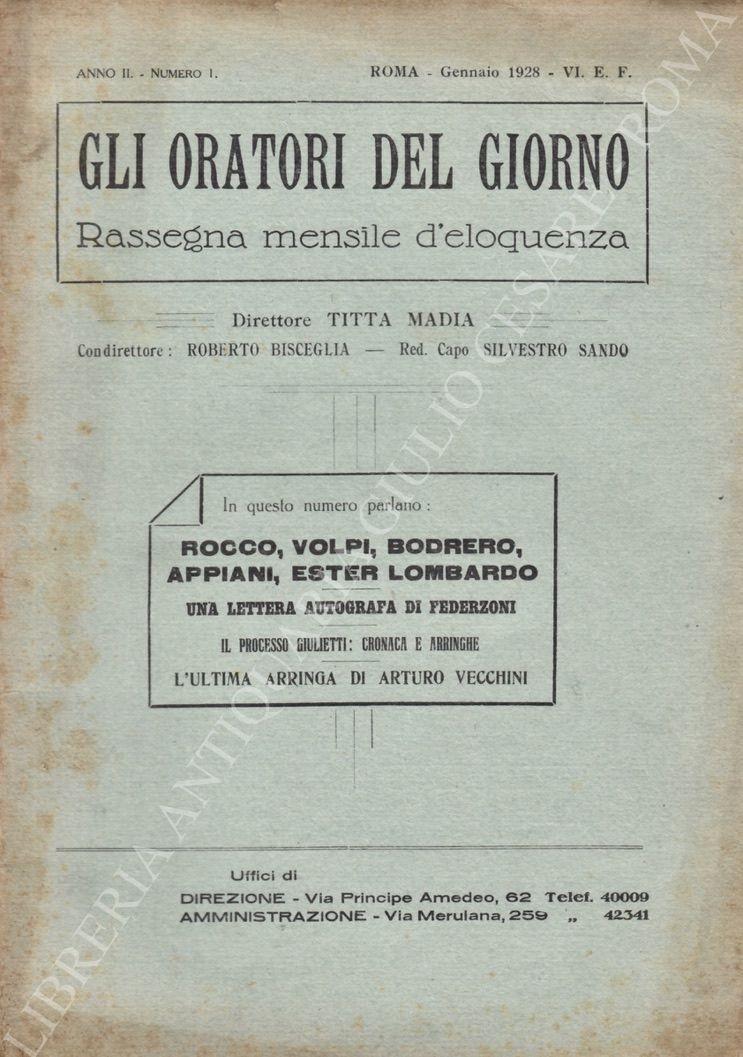 ANNO II. - NUMERO 1.
ROMA - Gennaio 1928 - VI. E. F.
GLI ORATORI DEL GIORNO
Rassegna mensile d'eloquenza
Direttore TITTA MADIA
Condirettore : ROBERTO BISCEGLIA — Red. Capo SILVESTRO SANDO
In questo numero parlano :
ROCCO, VOLPI, BODRERO,
APPIANI, ESTER LOMBARDO
UNA LETTERA AUTOGRAFA DI FEDERZONI
IL PROCESSO GIULIETTI: CRONACA E ARRINGHE
L'ULTIMA ARRINGA DI ARTURO VECCHINI
Uffici di
DIREZIONE - Via Principe Amedeo, 62 Telef. 40009
AMMINISTRAZIONE - Via Merulana, 259 „ 42341
LIBRERIA ANTIQUARIA GIULIO CESARE ROMA